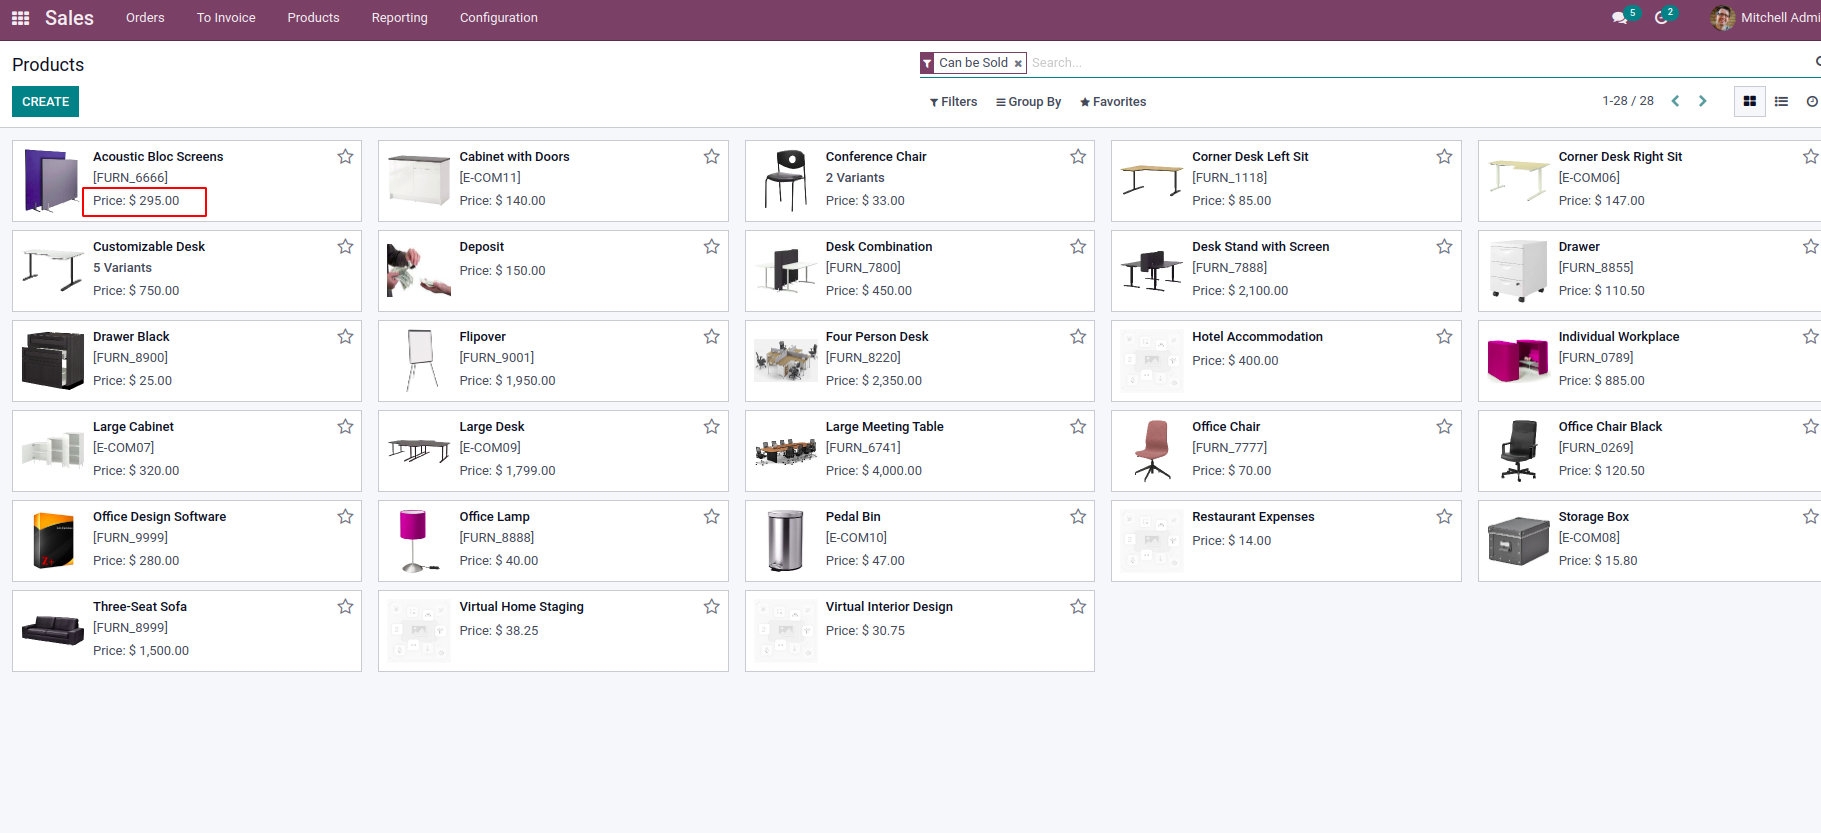 Sales Orders To Invoice Products Reporting Configuration 5 2 Mitchell Admi
Products
Can be Sold × Search...
CREATE
Filters Group By Favorites 1-28 / 28
Acoustic Bloc Screens
[FURN_6666]
Price: $ 295.00
Cabinet with Doors
[E-COM11]
Price: $ 140.00
Conference Chair
2 Variants
Price: $ 33.00
Corner Desk Left Sit
[FURN_1118]
Price: $ 85.00
Corner Desk Right Sit
[E-COM06]
Price: $ 147.00
Customizable Desk
5 Variants
Price: $ 750.00
Deposit
Price: $ 150.00
Desk Combination
[FURN_7800]
Price: $ 450.00
Desk Stand with Screen
[FURN_7888]
Price: $ 2,100.00
Drawer
[FURN_8855]
Price: $ 110.50
Drawer Black
[FURN_8900]
Price: $ 25.00
Flipover
[FURN_9001]
Price: $ 1,950.00
Four Person Desk
[FURN_8220]
Price: $ 2,350.00
Hotel Accommodation
Price: $ 400.00
Individual Workplace
[FURN_0789]
Price: $ 885.00
Large Cabinet
[E-COM07]
Price: $ 320.00
Large Desk
[E-COM09]
Price: $ 1,799.00
Large Meeting Table
[FURN_6741]
Price: $ 4,000.00
Office Chair
[FURN_7777]
Price: $ 70.00
Office Chair Black
[FURN_0269]
Price: $ 120.50
Office Design Software
[FURN_9999]
Price: $ 280.00
Office Lamp
[FURN_8888]
Price: $ 40.00
Pedal Bin
[E-COM10]
Price: $ 47.00
Restaurant Expenses
Price: $ 14.00
Storage Box
[E-COM08]
Price: $ 15.80
Three-Seat Sofa
[FURN_8999]
Price: $ 1,500.00
Virtual Home Staging
Price: $ 38.25
Virtual Interior Design
Price: $ 30.75